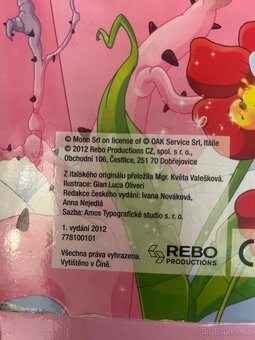 © Moon Srl on license of © OAK Service Srl, Itálie
© 2012 Rebo Productions CZ, spol. s r. o.,
Obchodní 106, Čestlice, 251 70 Dobřejovice
Z italského originálu přeložila Mgr. Květa Valešková.
Ilustrace: Gian Luca Oliveri
Redakce českého vydání: Ivana Nováková,
Anna Nejedlá
Sazba: Amos Typografické studio s. r. o.
1. vydání 2012
778100101
Všechna práva vyhrazena.
Vytištěno v Číně.
REBO
PRODUCTIONS